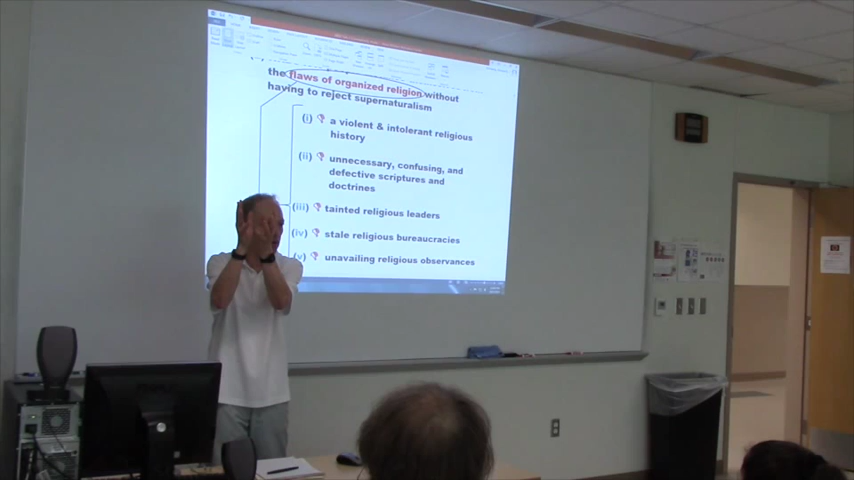 the flaws of organized religion without
having to reject supernaturalism
(i) a violent & intolerant religious
history
(ii) unnecessary, confusing, and
defective scriptures and
doctrines
(iii) tainted religious leaders
(iv) stale religious bureaucracies
(v) unavailing religious observances